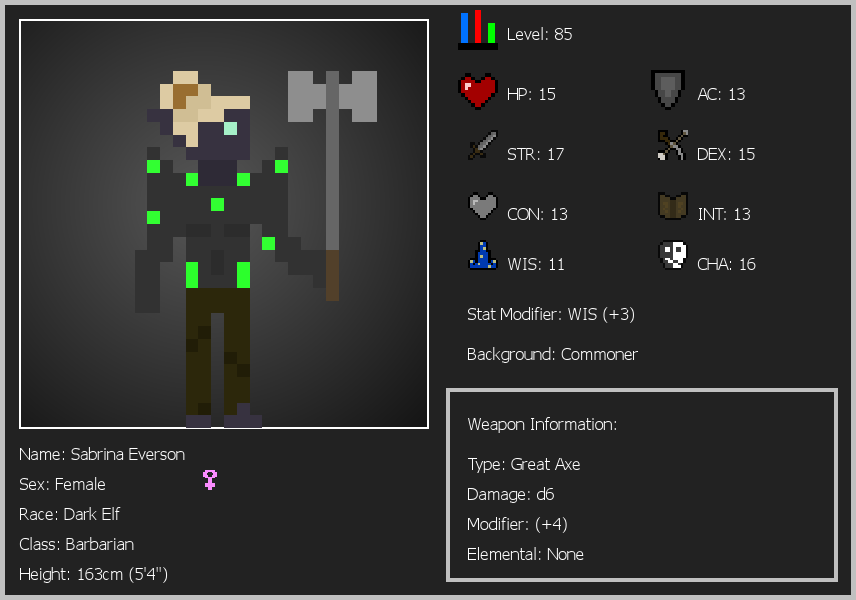 Level: 85
HP: 15
AC: 13
STR: 17
DEX: 15
CON: 13
INT: 13
WIS: 11
CHA: 16
Stat Modifier: WIS (+3)
Background: Commoner
Weapon Information:
Type: Great Axe
Damage: d6
Modifier: (+4)
Elemental: None
Name: Sabrina Everson
Sex: Female
Race: Dark Elf
Class: Barbarian
Height: 163cm (5'4")